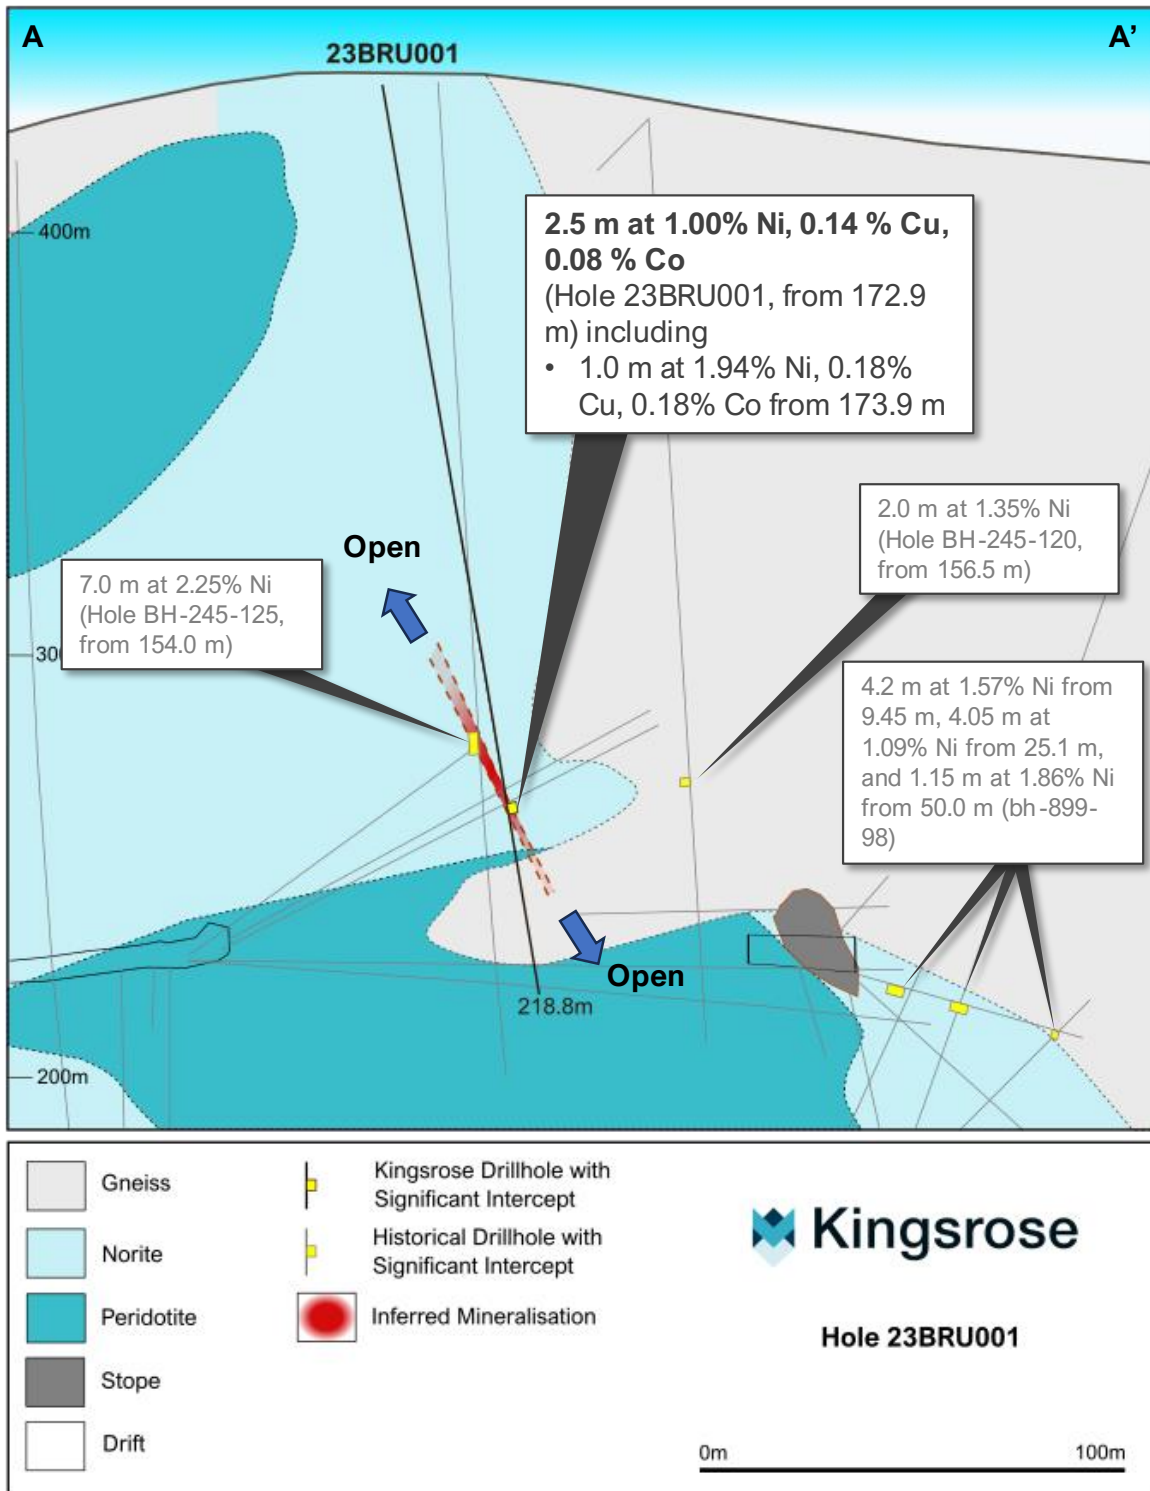 A
A'
23BRU001
400m
2.5 m at 1.00% Ni, 0.14 % Cu,
0.08 % Co
(Hole 23BRU001, from 172.9
m) including
• 1.0 m at 1.94% Ni, 0.18%
Cu, 0.18% Co from 173.9 m
2.0 m at 1.35% Ni
(Hole BH-245-120,
from 156.5 m)
Open
7.0 m at 2.25% Ni
(Hole BH-245-125,
from 154.0 m)
30
4.2 m at 1.57% Ni from
9.45 m, 4.05 m at
1.09% Ni from 25.1 m,
and 1.15 m at 1.86% Ni
from 50.0 m (bh-899-
98)
Open
218.8m
200m
Gneiss
Norite
Peridotite
Stope
Drift
Kingsrose Drillhole with
Significant Intercept
Historical Drillhole with
Significant Intercept
Inferred Mineralisation
Kingsrose
Hole 23BRU001
0m
100m